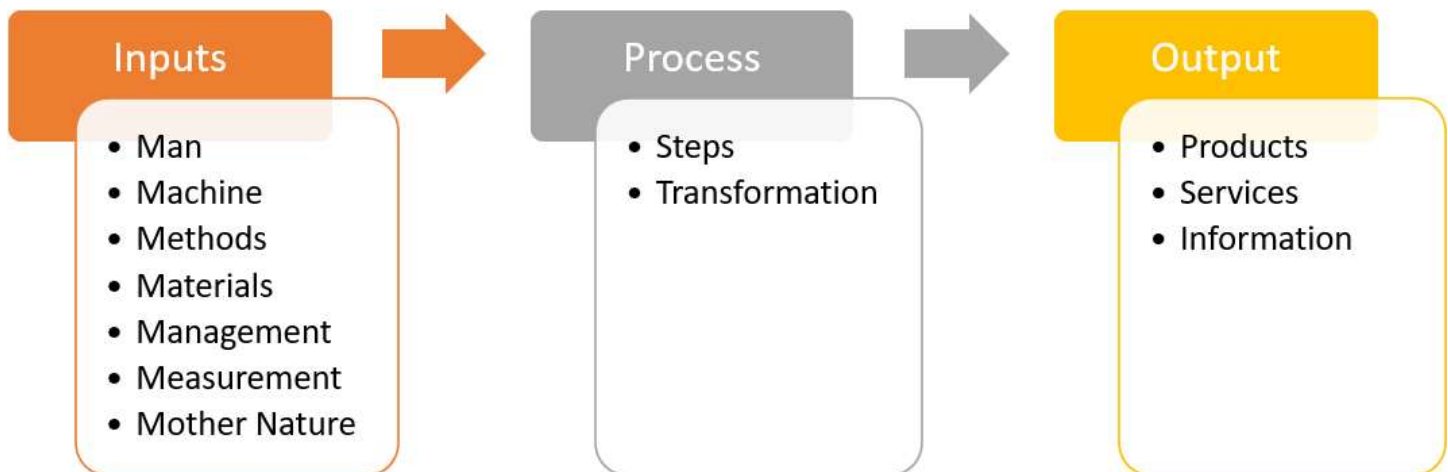 Inputs
• Man
• Machine
• Methods
• Materials
• Management
• Measurement
• Mother Nature
Process
• Steps
• Transformation
Output
• Products
• Services
• Information